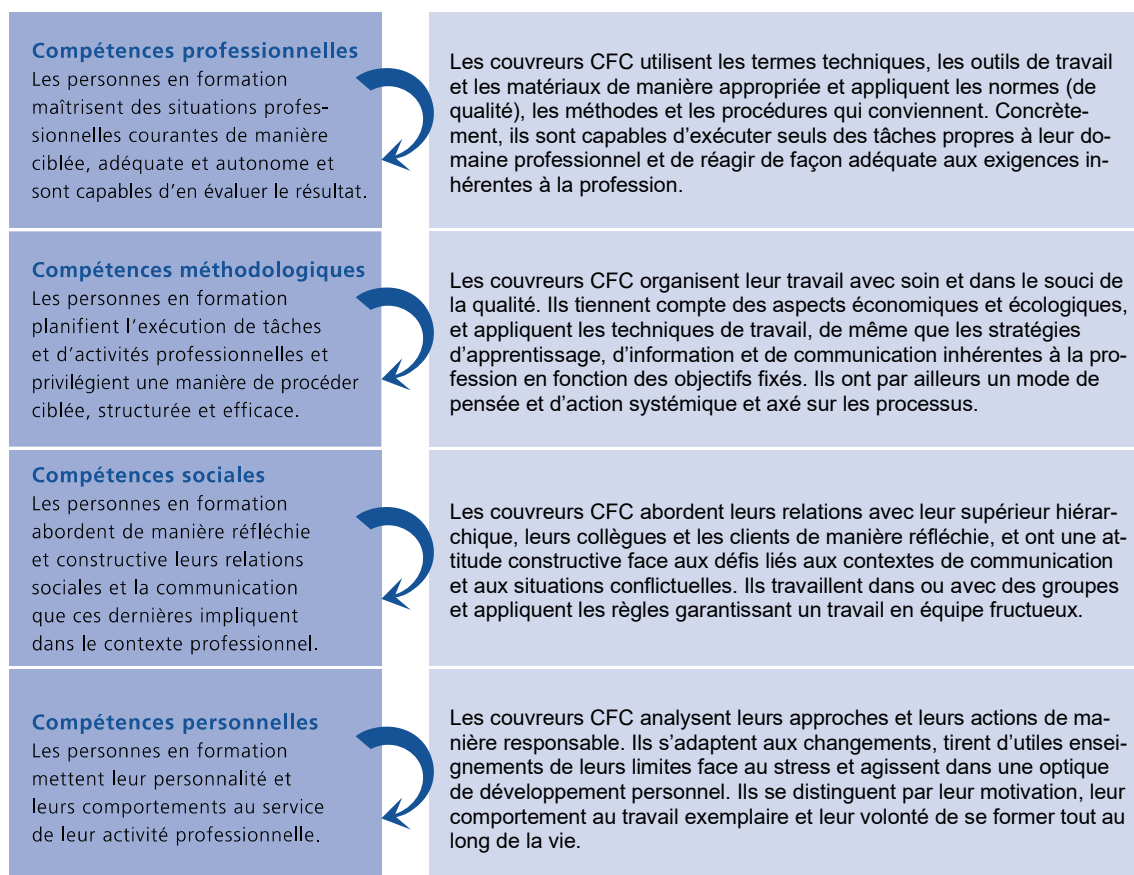 Compétences professionnelles
Les personnes en formation
maîtrisent des situations profes-
sionnelles courantes de manière
ciblée, adéquate et autonome et
sont capables d'en évaluer le résultat.
Les couvreurs CFC utilisent les termes techniques, les outils de travail
et les matériaux de manière appropriée et appliquent les normes (de
qualité), les méthodes et les procédures qui conviennent. Concrète-
ment, ils sont capables d'exécuter seuls des tâches propres à leur do-
maine professionnel et de réagir de façon adéquate aux exigences in-
hérentes à la profession.
Compétences méthodologiques
Les personnes en formation
planifient l'exécution de tâches
et d'activités professionnelles et
privilégient une manière de procéder
ciblée, structurée et efficace.
Les couvreurs CFC organisent leur travail avec soin et dans le souci de
la qualité. Ils tiennent compte des aspects économiques et écologiques,
et appliquent les techniques de travail, de même que les stratégies
d'apprentissage, d'information et de communication inhérentes à la pro-
fession en fonction des objectifs fixés. Ils ont par ailleurs un mode de
pensée et d'action systémique et axé sur les processus.
Compétences sociales
Les personnes en formation
abordent de manière réfléchie
et constructive leurs relations
sociales et la communication
que ces dernières impliquent
dans le contexte professionnel.
Les couvreurs CFC abordent leurs relations avec leur supérieur hiérar-
chique, leurs collègues et les clients de manière réfléchie, et ont une at-
titude constructive face aux défis liés aux contextes de communication
et aux situations conflictuelles. Ils travaillent dans ou avec des groupes
et appliquent les règles garantissant un travail en équipe fructueux.
Compétences personnelles
Les personnes en formation
mettent leur personnalité et
leurs comportements au service
de leur activité professionnelle.
Les couvreurs CFC analysent leurs approches et leurs actions de ma-
nière responsable. Ils s'adaptent aux changements, tirent d'utiles ensei-
gnements de leurs limites face au stress et agissent dans une optique
de développement personnel. Ils se distinguent par leur motivation, leur
comportement au travail exemplaire et leur volonté de se former tout au
long de la vie.